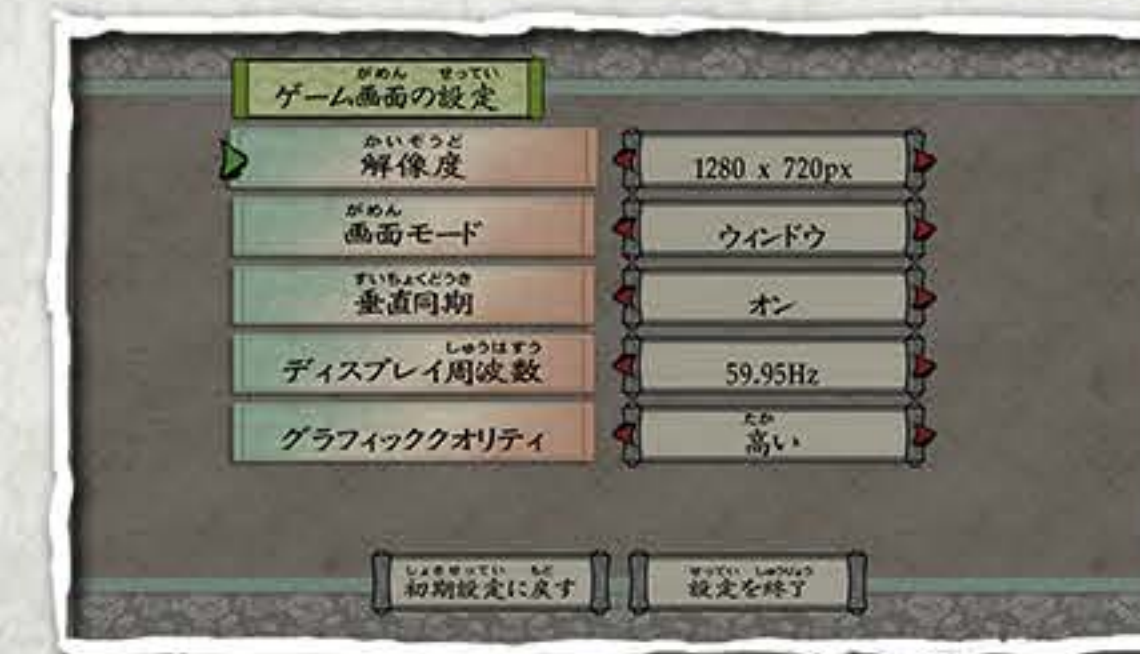 がめん せってい
ゲーム画面の設定
かいぞうど
解像度
1280 x 720px
がめん
画面モード
ウィンドウ
すいちょくどうき
垂直同期
オン
しゅうはすう
ディスプレイ周波数
59.95Hz
グラフィッククオリティ
たか
高い
しょきせってい もど
初期設定に戻す
せってい しゅうりょう
設定を終了